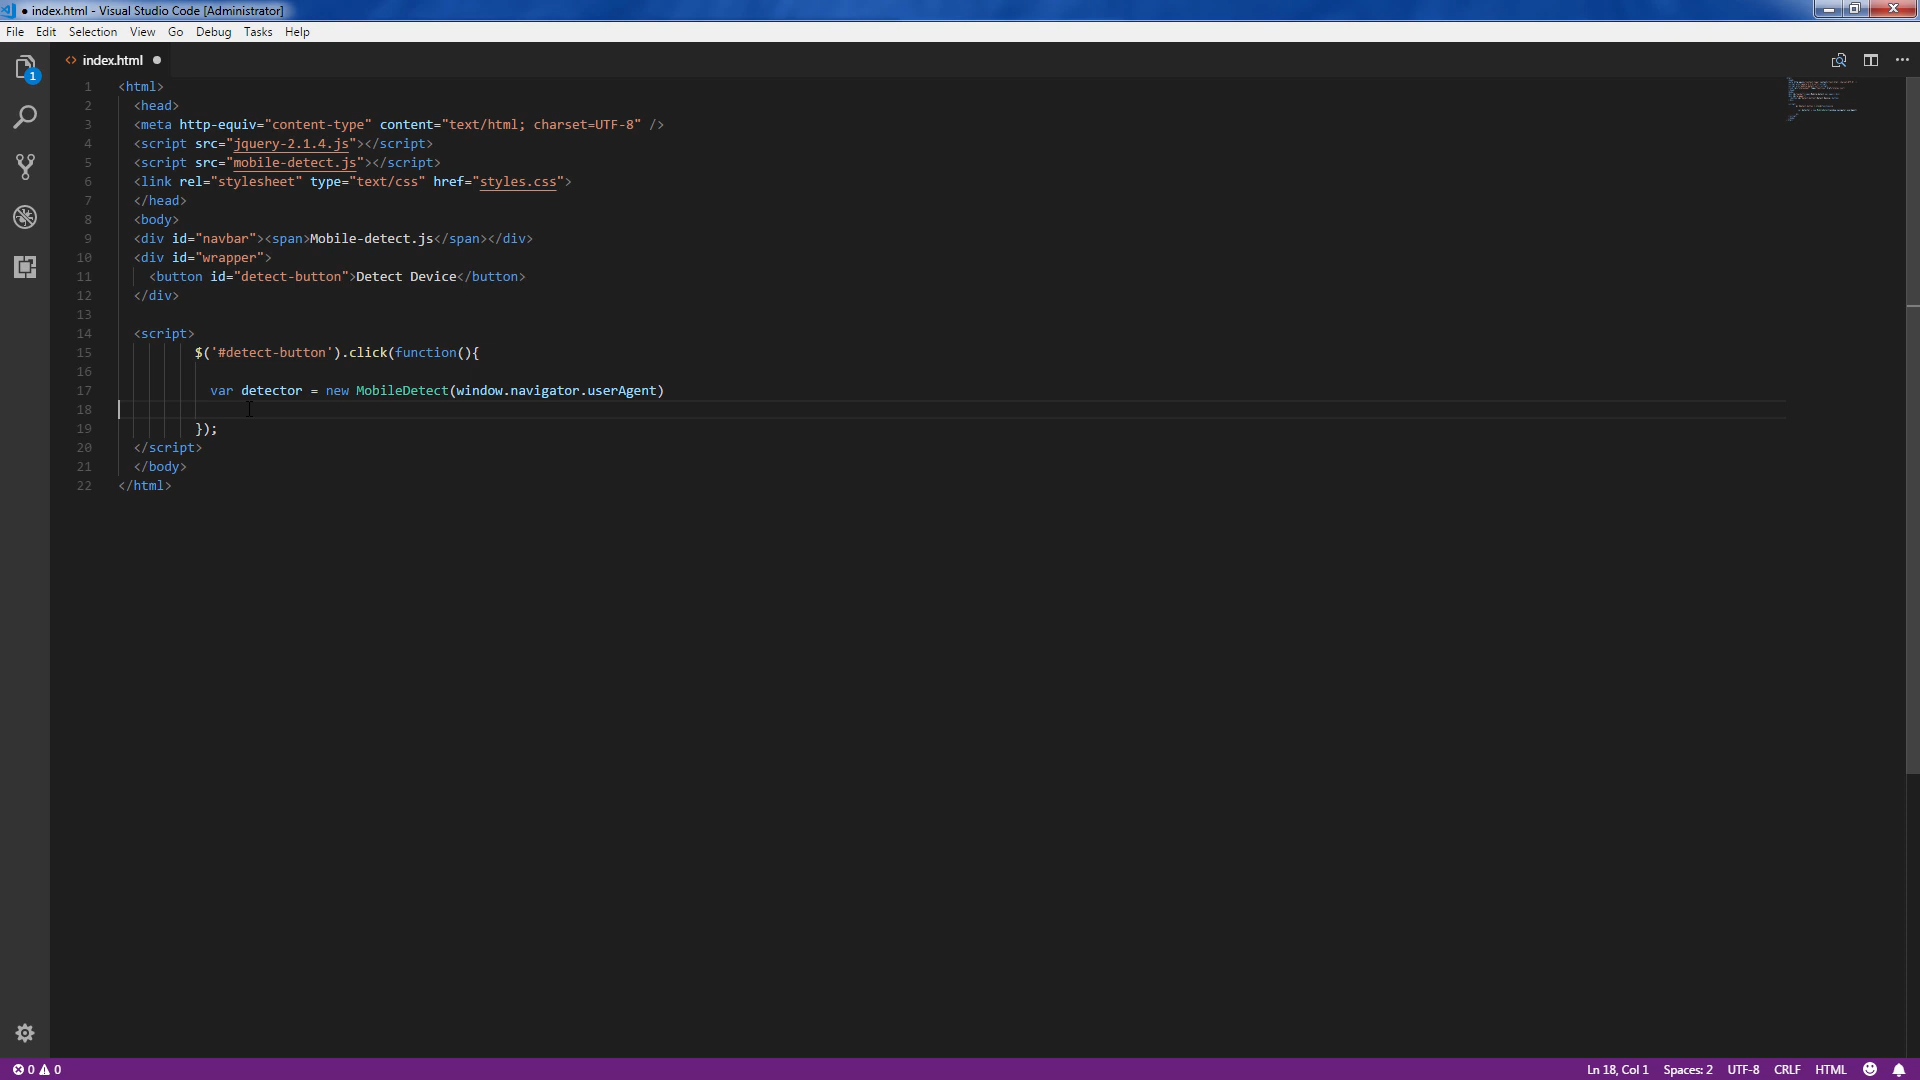 ● index.html - Visual Studio Code [Administrator]
File Edit Selection View Go Debug Tasks Help
1
<> index.html ●
1 <html>
2 <head>
3 <meta http-equiv="content-type" content="text/html; charset=UTF-8" />
4 <script src="jquery-2.1.4.js"></script>
5 <script src="mobile-detect.js"></script>
6 <link rel="stylesheet" type="text/css" href="styles.css">
7 </head>
8 <body>
9 <div id="navbar"><span>Mobile-detect.js</span></div>
10 <div id="wrapper">
11 <button id="detect-button">Detect Device</button>
12 </div>
13
14 <script>
15 $('#detect-button').click(function(){
16
17 var detector = new MobileDetect(window.navigator.userAgent)
18
19 });
20 </script>
21 </body>
22 </html>
0 0 Ln 18, Col 1 Spaces: 2 UTF-8 CRLF HTML